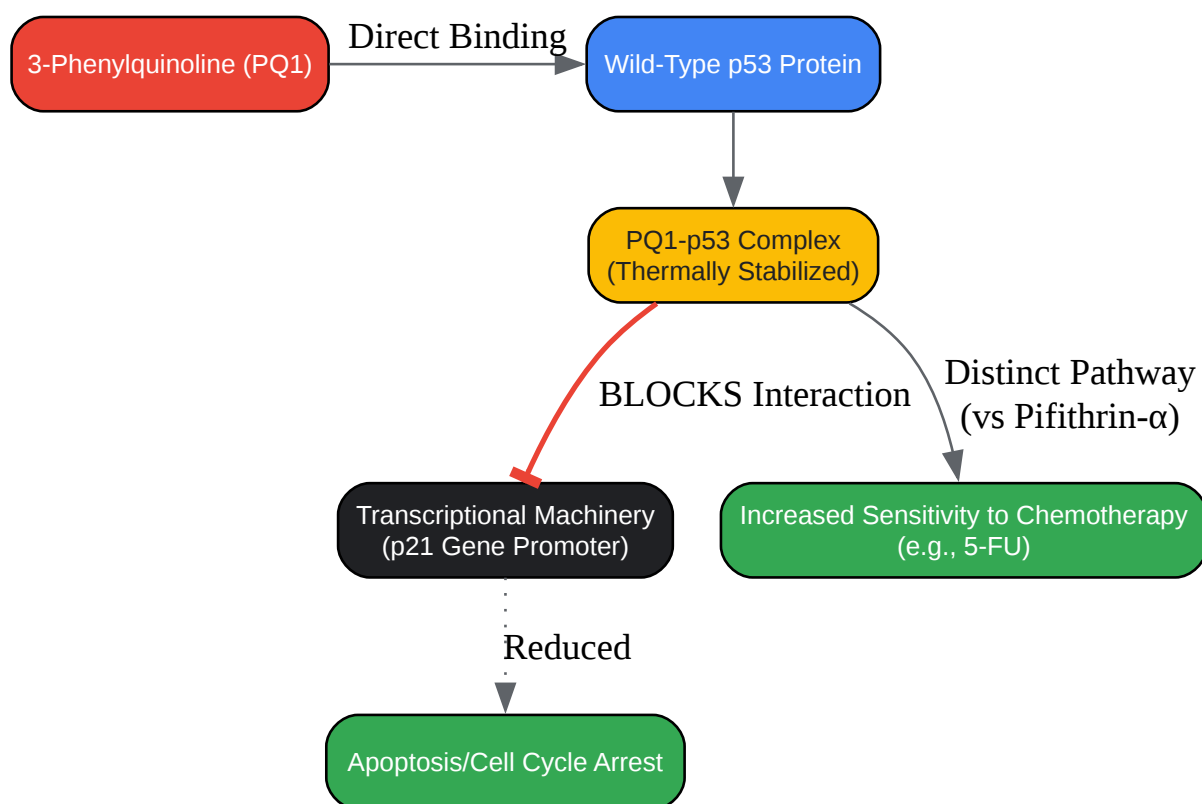 3-Phenylquinoline (PQ1)
Direct Binding
Wild-Type p53 Protein
PQ1-p53 Complex
(Thermally Stabilized)
BLOCKS Interaction
Distinct Pathway
(vs Pifithrin-α)
Transcriptional Machinery
(p21 Gene Promoter)
Increased Sensitivity to Chemotherapy
(e.g., 5-FU)
Reduced
Apoptosis/Cell Cycle Arrest